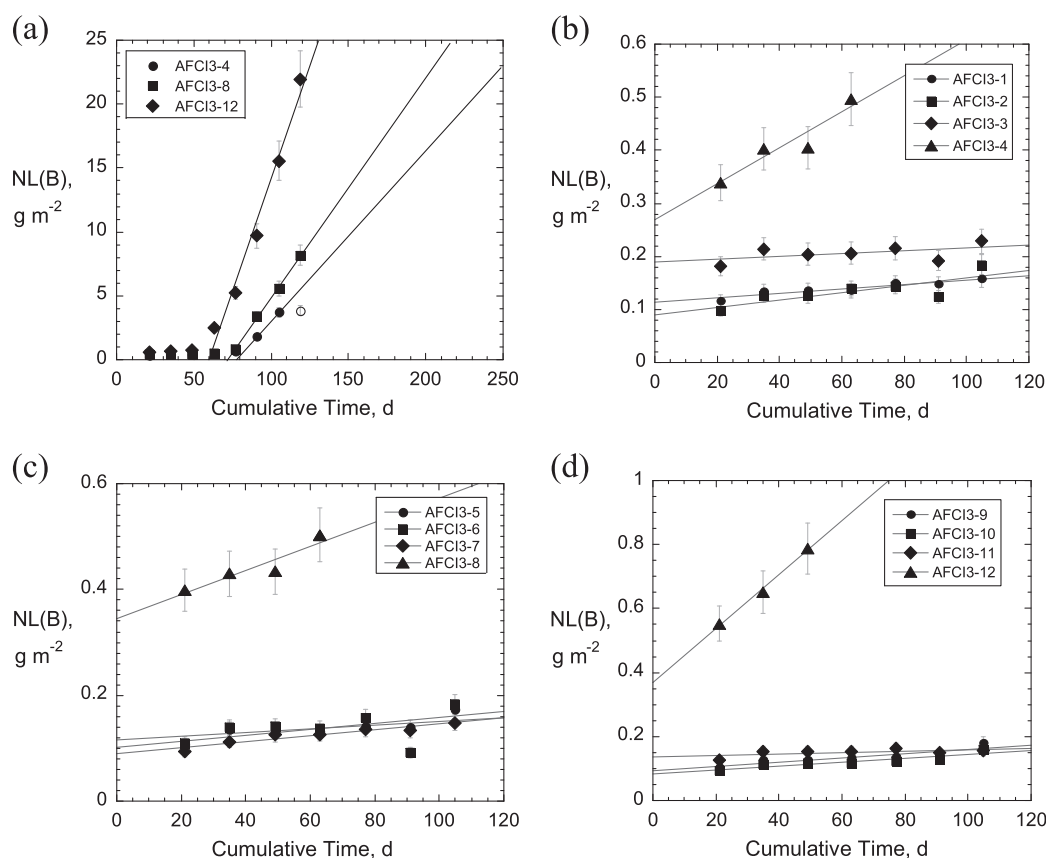 (a)
25
20
15
10
5
0
NL(B),
g m-2
AFCI3-4
AFCI3-8
AFCI3-12
0 50 100 150 200 250
Cumulative Time, d
(b)
0.6
0.5
0.4
0.3
0.2
0.1
0
NL(B),
g m-2
AFCI3-1
AFCI3-2
AFCI3-3
AFCI3-4
0 20 40 60 80 100 120
Cumulative Time, d
(c)
0.6
0.4
0.2
0
NL(B),
g m-2
AFCI3-5
AFCI3-6
AFCI3-7
AFCI3-8
0 20 40 60 80 100 120
Cumulative Time, d
(d)
1
0.8
0.6
0.4
0.2
0
NL(B),
g m-2
AFCI3-9
AFCI3-10
AFCI3-11
AFCI3-12
0 20 40 60 80 100 120
Cumulative Time, d